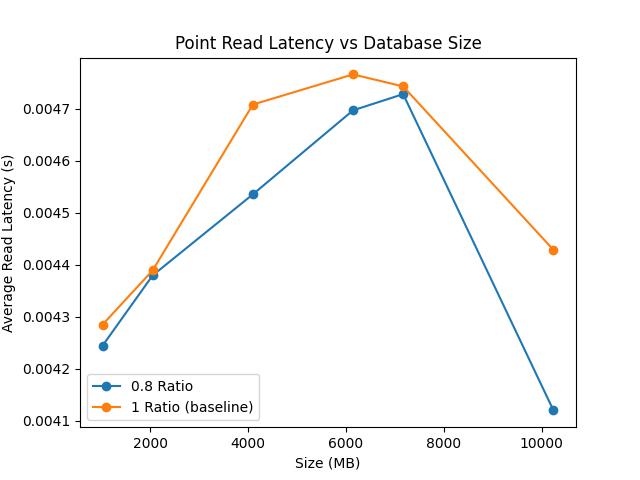 Point Read Latency vs Database Size
Average Read Latency (s)
0.0047
0.0046
0.0045
0.0044
0.0043
0.0042
0.0041
0.8 Ratio
1 Ratio (baseline)
2000 4000 6000 8000 10000
Size (MB)